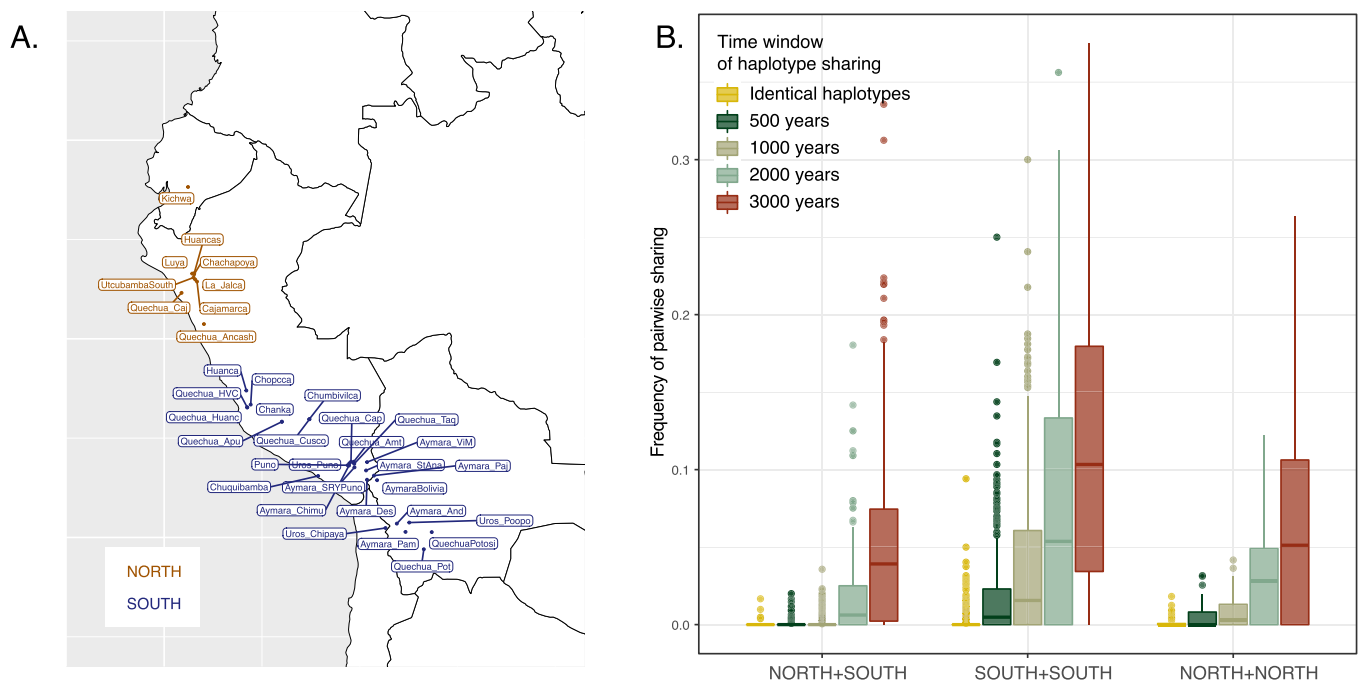 A.
Kichwa
Huancas
Luya
Chachapoya
UtcubambaSouth
La_Jalca
Quechua_Caj
Cajamarca
Quechua_Ancash
Huanca
Chopcca
Quechua_HVC
Chumbivilca
Chanka
Quechua_Huanc
Quechua_Cap
Quechua_Taq
Quechua_Apu
Quechua_Cusco
Quechua_Amt
Aymara_ViM
Puno
Uros_Puno
Aymara_StAna
Aymara_Paj
Chuquibamba
Aymara_SRYPuno
AymaraBolivia
Aymara_Chimu
Aymara_Des
Aymara_And
Uros_Poopo
Uros_Chipaya
Aymara_Pam
QuechuaPotosi
Quechua_Pot
NORTH
SOUTH
B.
Time window
of haplotype sharing
Identical haplotypes
500 years
1000 years
2000 years
3000 years
Frequency of pairwise sharing
0.3
0.2
0.1
0.0
NORTH+SOUTH
SOUTH+SOUTH
NORTH+NORTH